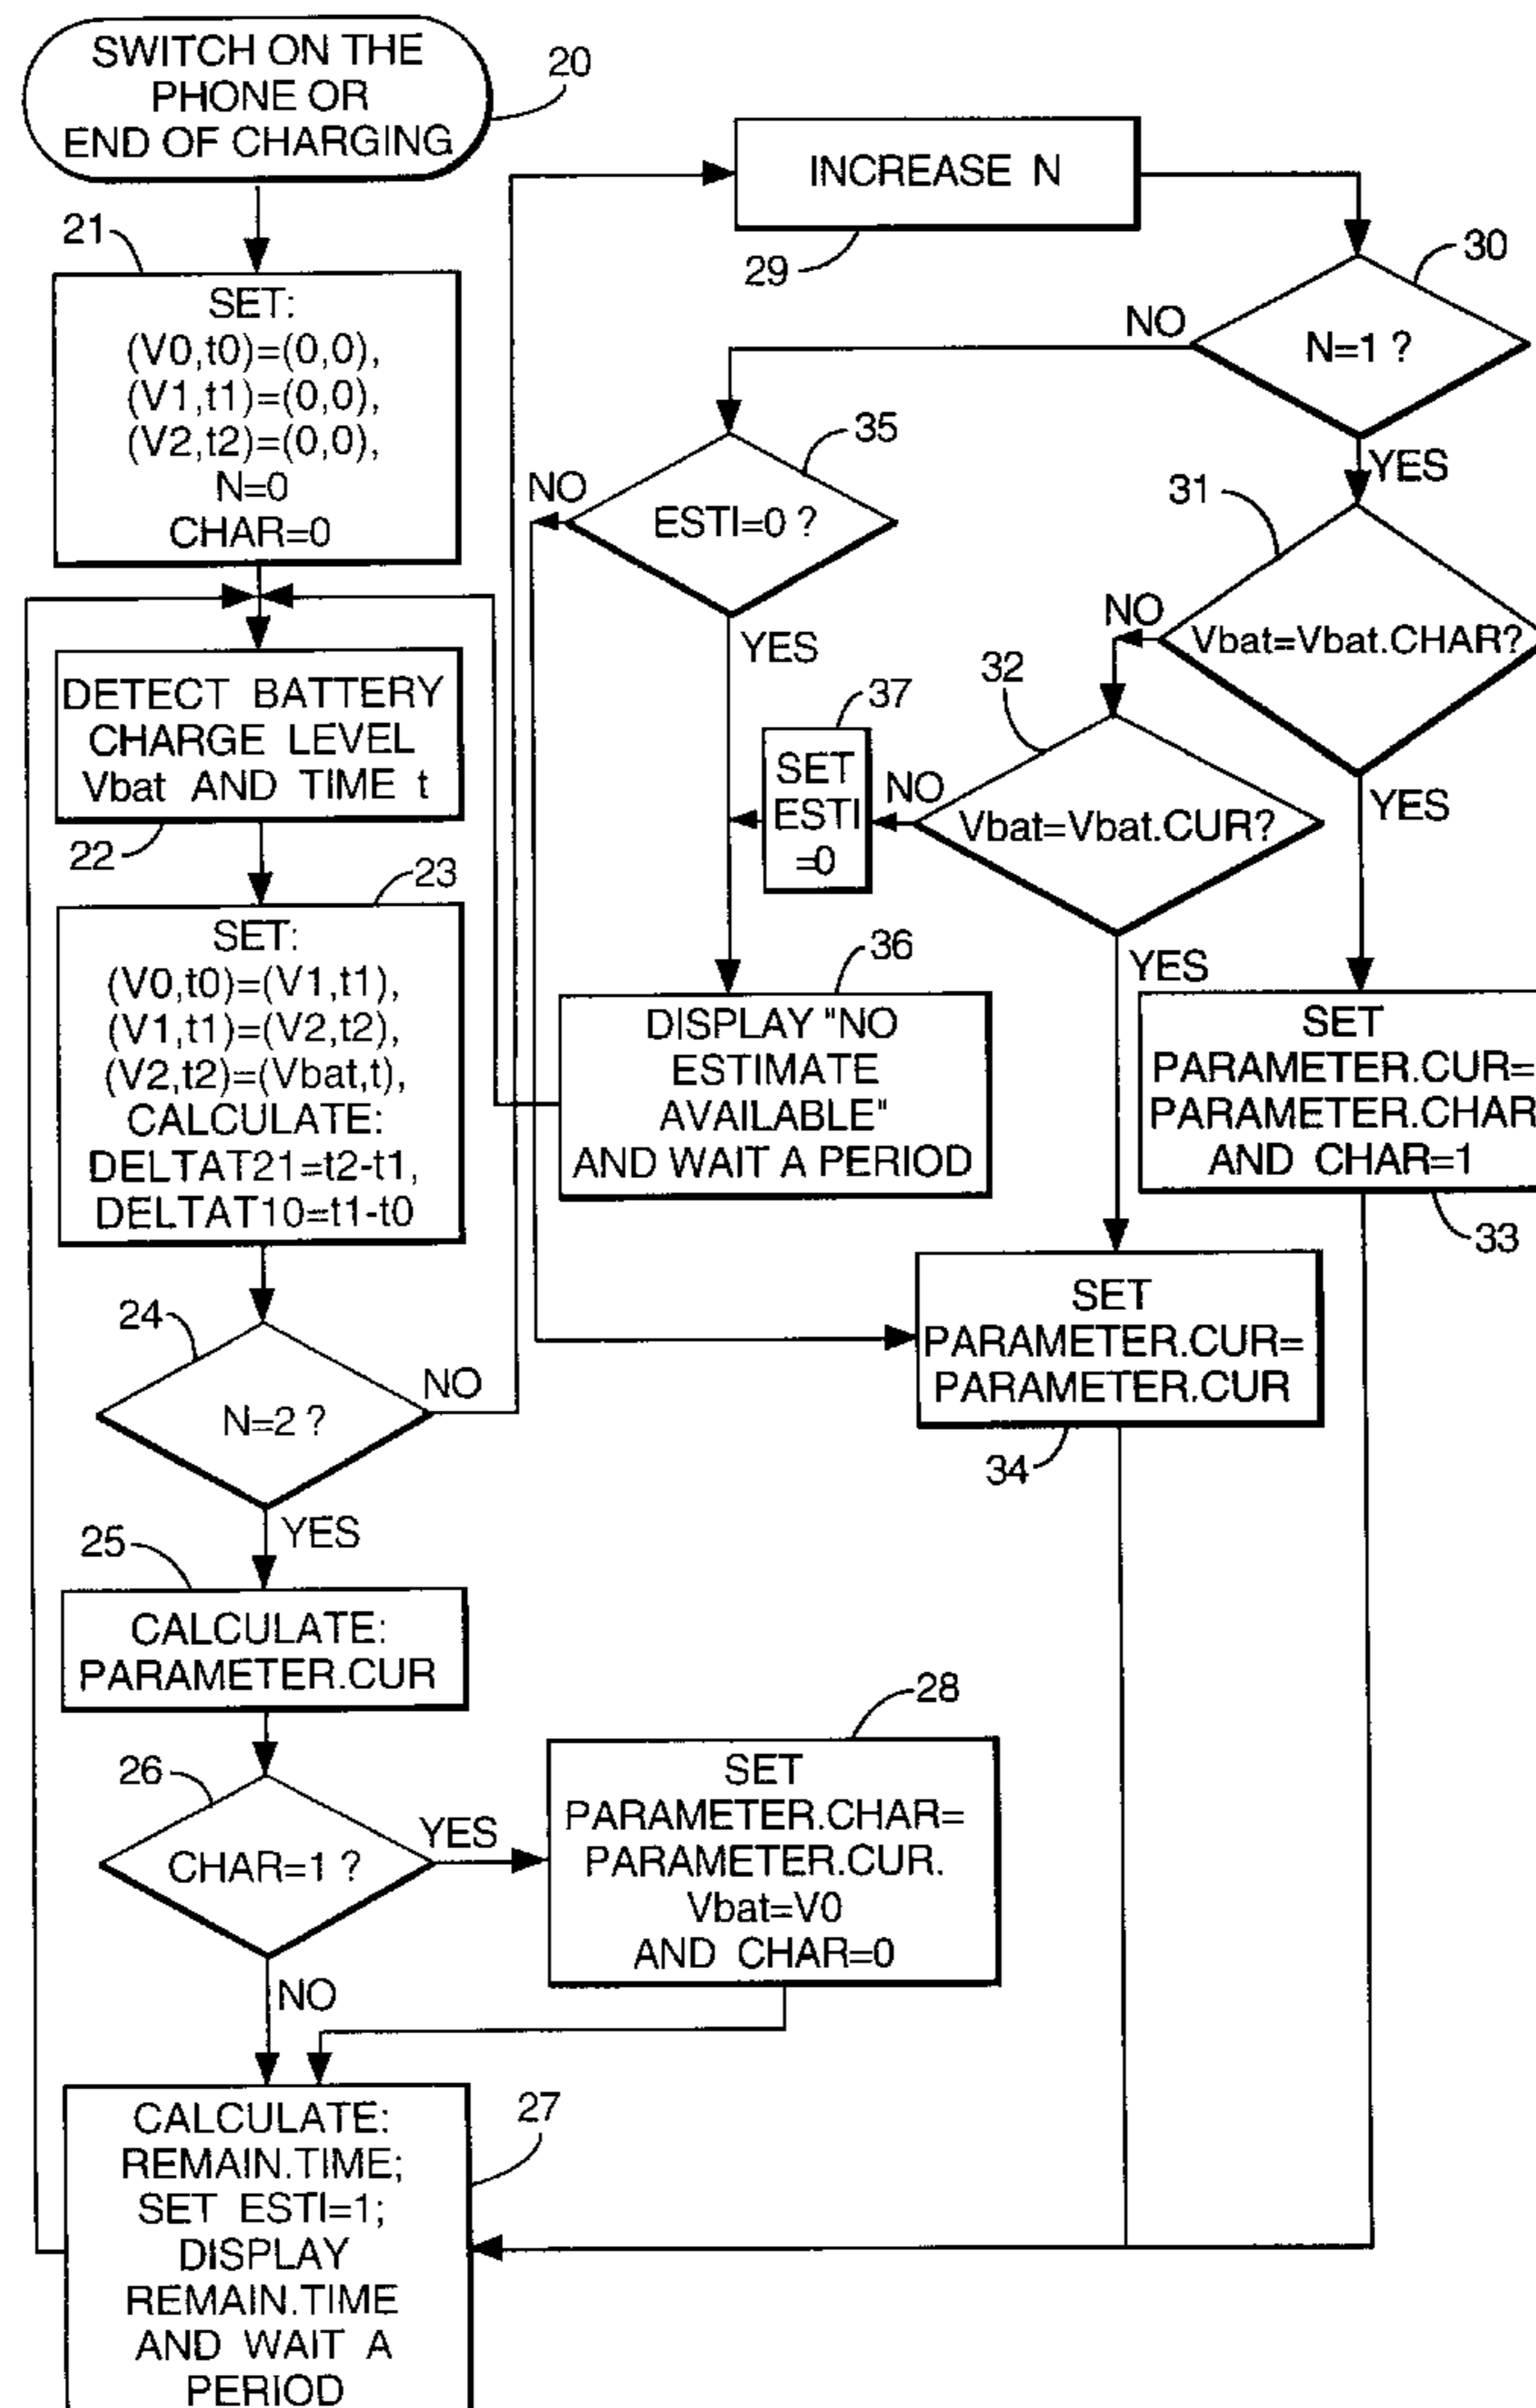 SWITCH ON THE
PHONE OR
END OF CHARGING
20
21
SET:
(V0,t0)=(0,0),
(V1,t1)=(0,0),
(V2,t2)=(0,0),
N=0
CHAR=0
DETECT BATTERY
CHARGE LEVEL
Vbat AND TIME t
22
23
SET:
(V0,t0)=(V1,t1),
(V1,t1)=(V2,t2),
(V2,t2)=(Vbat,t),
CALCULATE:
DELTAT21=t2-t1,
DELTAT10=t1-t0
24
N=2 ?
NO
YES
25
CALCULATE:
PARAMETER.CUR
26
CHAR=1 ?
YES
NO
28
SET
PARAMETER.CHAR=
PARAMETER.CUR.
Vbat=V0
AND CHAR=0
27
CALCULATE:
REMAIN.TIME;
SET ESTI=1;
DISPLAY
REMAIN.TIME
AND WAIT A
PERIOD
INCREASE N
29
30
N=1 ?
NO
YES
35
ESTI=0 ?
NO
YES
31
Vbat=Vbat.CHAR?
NO
YES
32
Vbat=Vbat.CUR?
NO
YES
37
SET
ESTI
=0
36
DISPLAY "NO
ESTIMATE
AVAILABLE"
AND WAIT A PERIOD
SET
PARAMETER.CUR=
PARAMETER.CHAR
AND CHAR=1
33
SET
PARAMETER.CUR=
PARAMETER.CUR
34